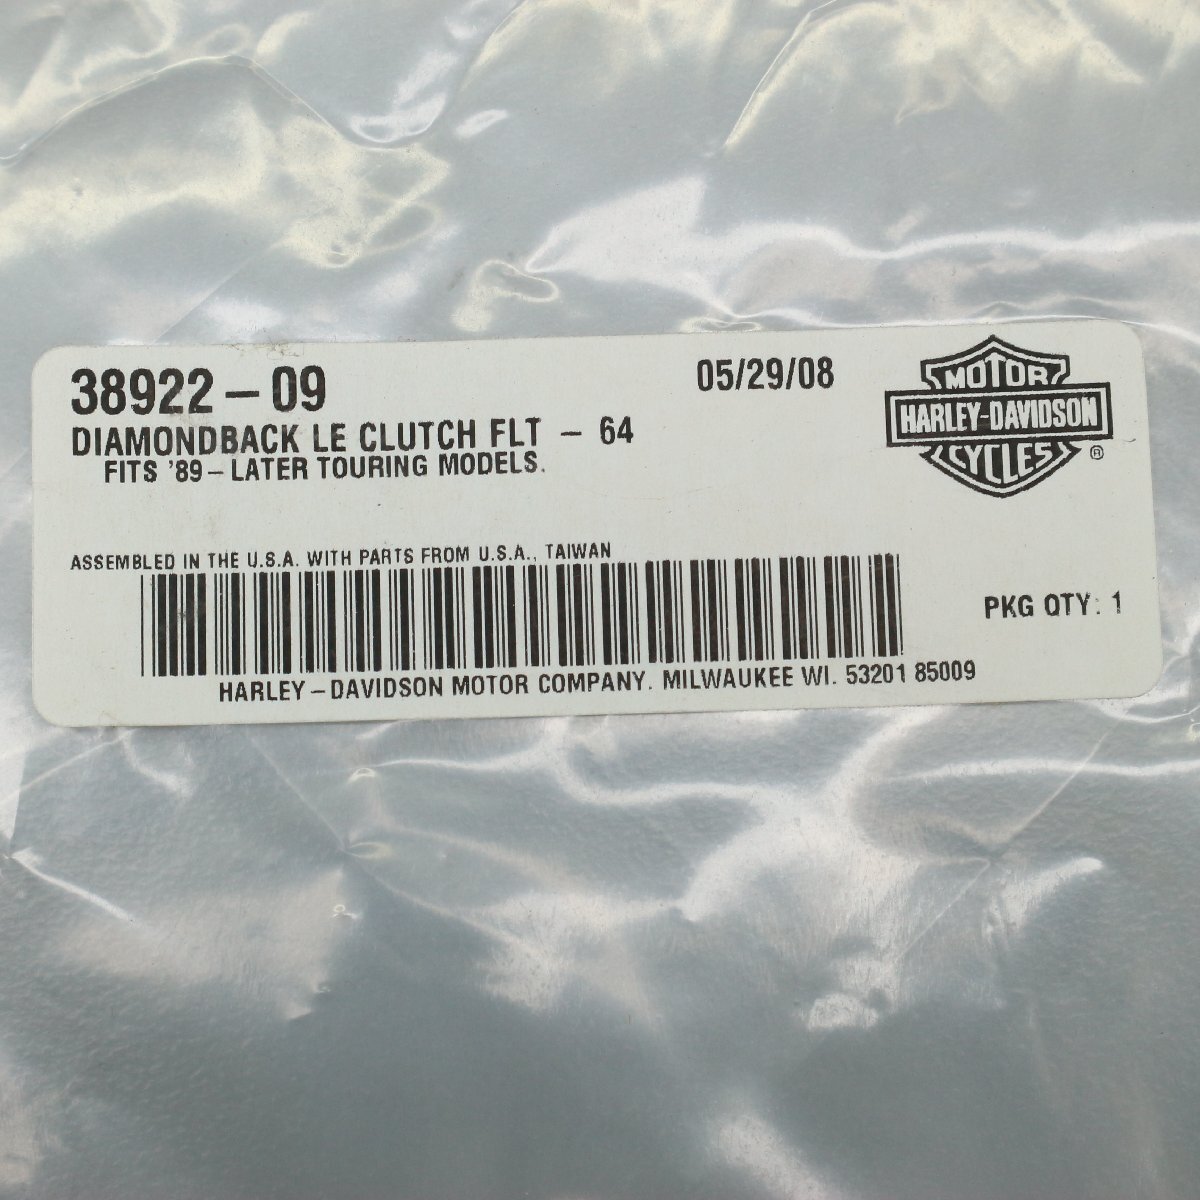 38922-09
05/29/08
DIAMONDBACK LE CLUTCH FLT - 64
FITS '89-LATER TOURING MODELS.
MOTOR
HARLEY-DAVIDSON
CYCLES
®
ASSEMBLED IN THE U.S.A. WITH PARTS FROM U.S.A., TAIWAN
PKG QTY: 1
HARLEY-DAVIDSON MOTOR COMPANY. MILWAUKEE WI. 53201 85009